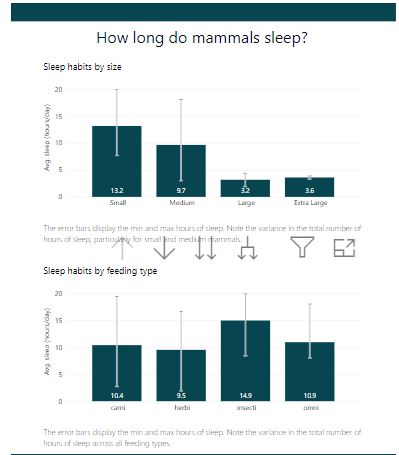 How long do mammals sleep?
Sleep habits by size
Avg. sleep (hours/day)
20
15
10
5
0
13.2
9.7
3.2
3.6
Small
Medium
Large
Extra Large
The error bars display the min and max hours of sleep. Note the variance in the total number of
hours of sleep, particularly for small and medium mammals.
Sleep habits by feeding type
Avg. sleep (hours/day)
20
15
10
5
0
10.4
9.5
14.9
10.9
carni
herbi
insecti
omni
The error bars display the min and max hours of sleep. Note the variance in the total number of
hours of sleep across all feeding types.